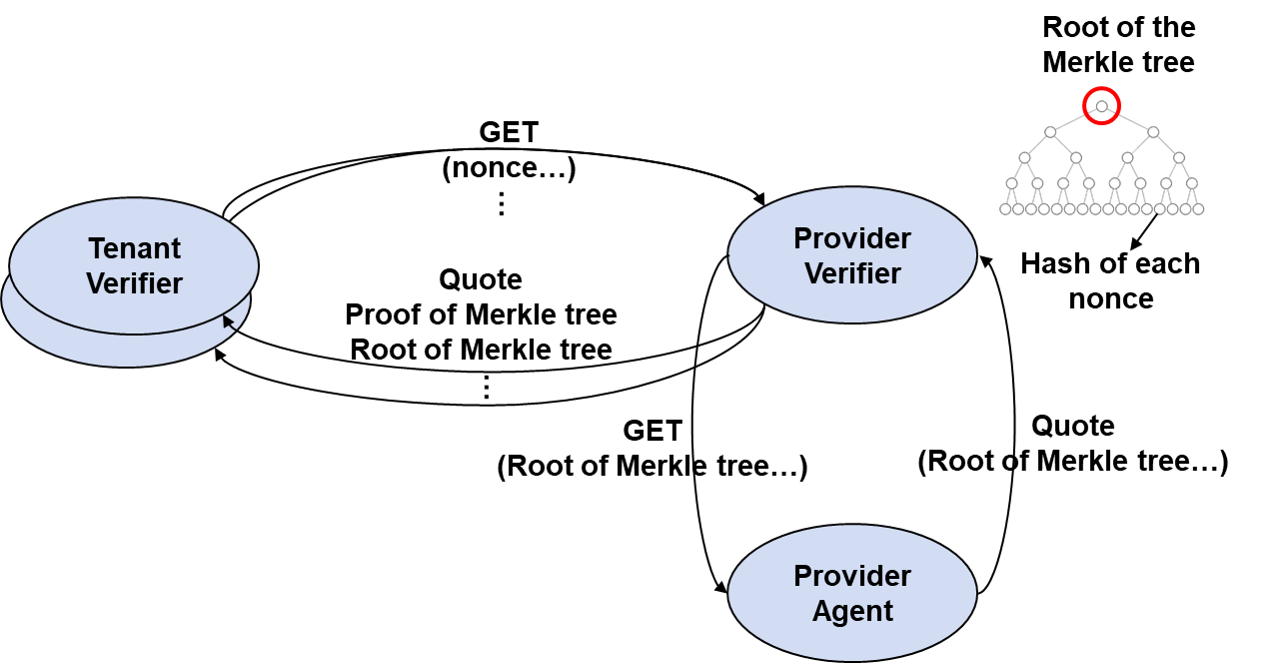 Root of the
Merkle tree
GET
(nonce…)
⋮
Tenant
Verifier
Provider
Verifier
Hash of each
nonce
Quote
Proof of Merkle tree
Root of Merkle tree
⋮
GET
(Root of Merkle tree…)
Quote
(Root of Merkle tree…)
Provider
Agent